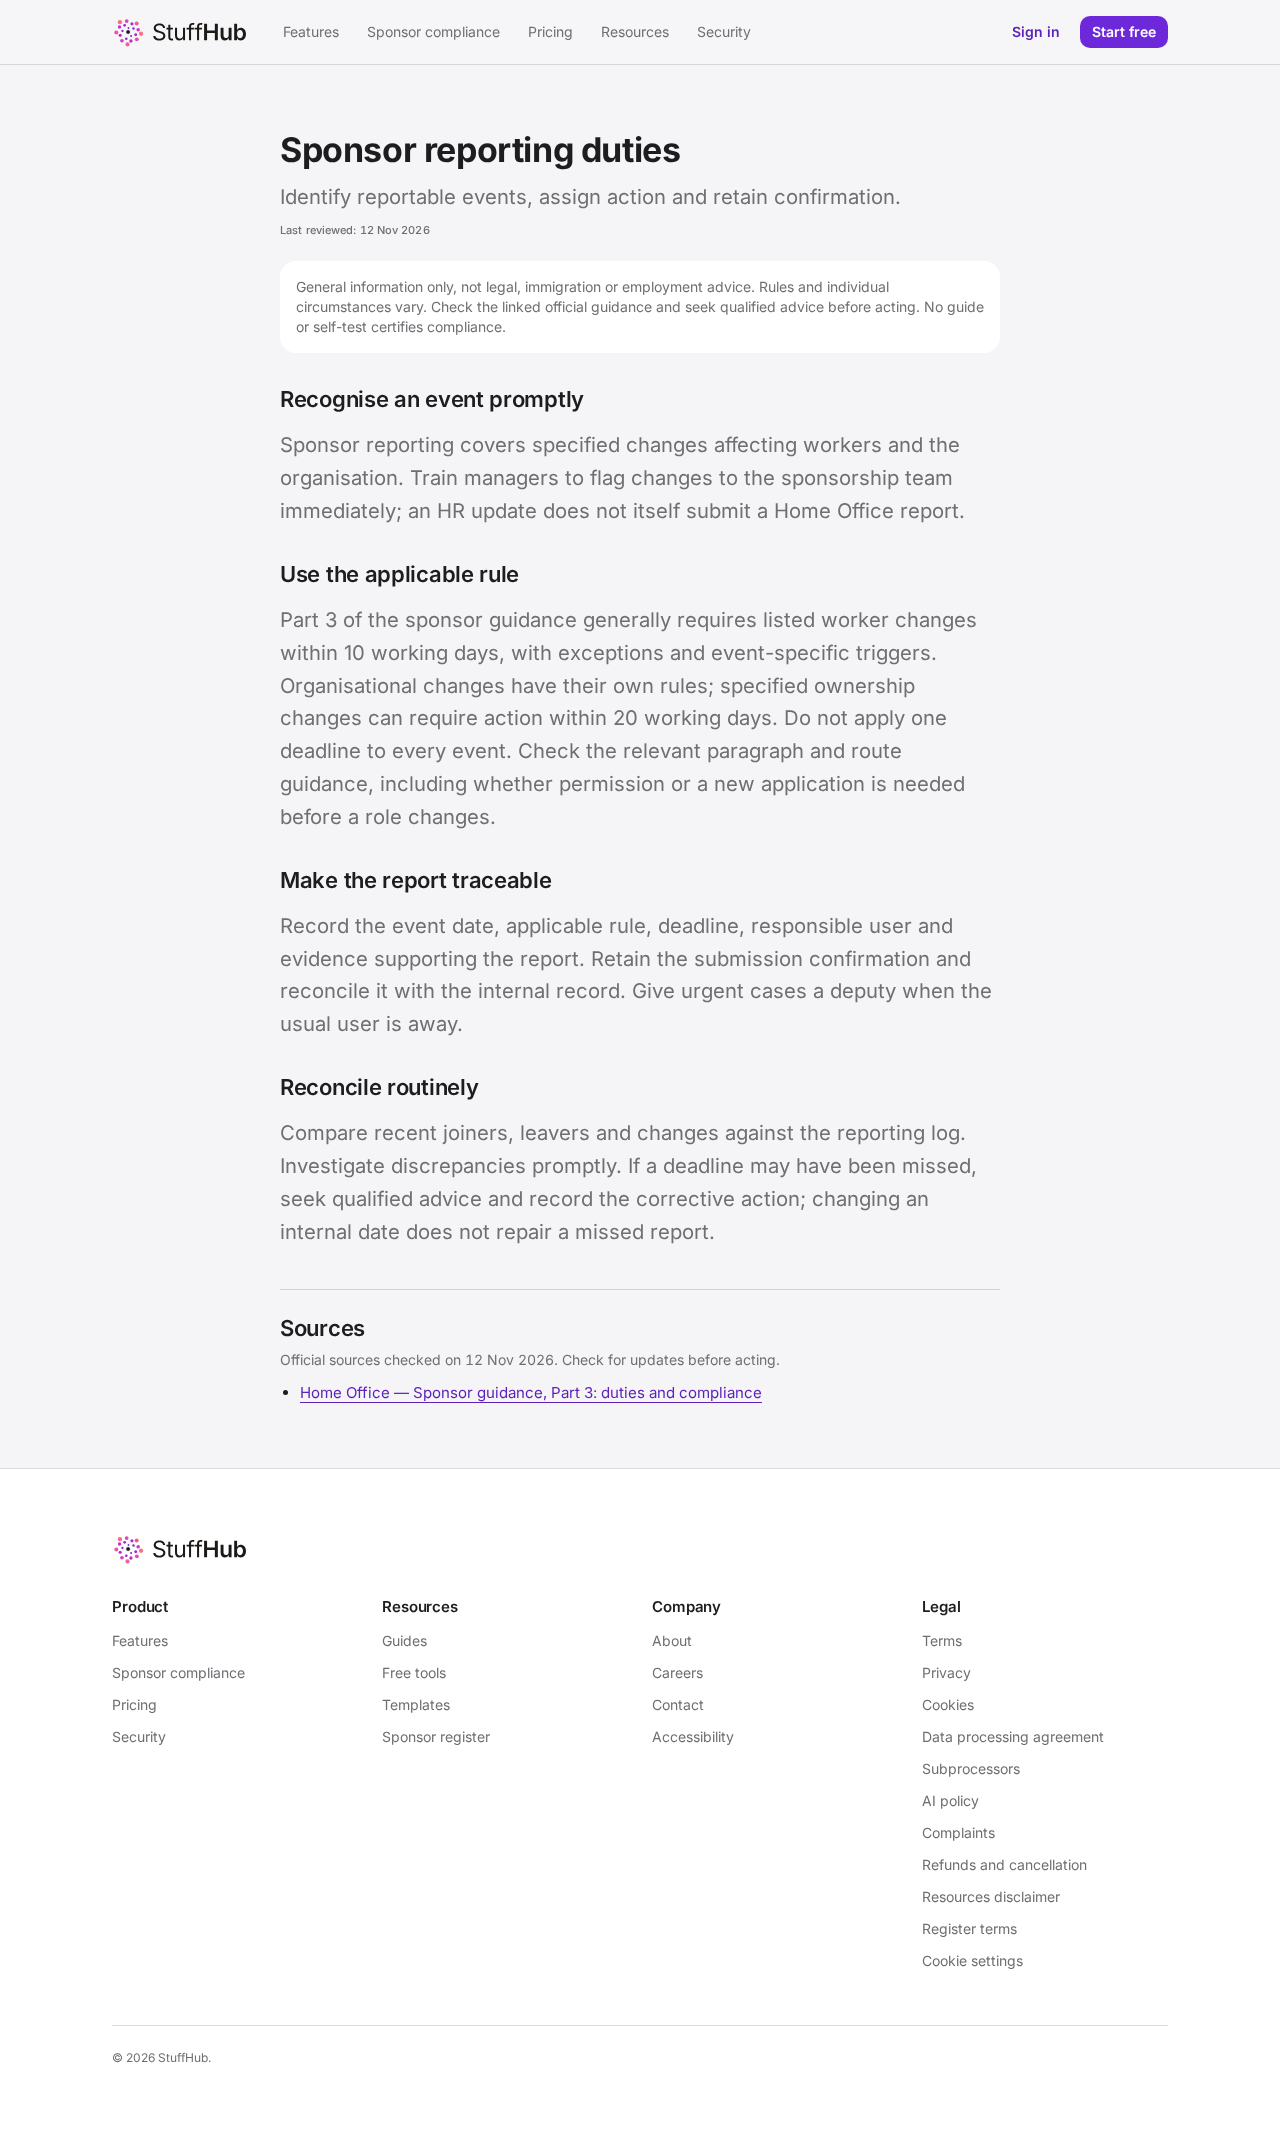 StuffHub
Features
Sponsor compliance
Pricing
Resources
Security
Sign in
Start free
Sponsor reporting duties
Identify reportable events, assign action and retain confirmation.
Last reviewed: 12 Nov 2026
General information only, not legal, immigration or employment advice. Rules and individual
circumstances vary. Check the linked official guidance and seek qualified advice before acting. No guide
or self-test certifies compliance.
Recognise an event promptly
Sponsor reporting covers specified changes affecting workers and the
organisation. Train managers to flag changes to the sponsorship team
immediately; an HR update does not itself submit a Home Office report.
Use the applicable rule
Part 3 of the sponsor guidance generally requires listed worker changes
within 10 working days, with exceptions and event-specific triggers.
Organisational changes have their own rules; specified ownership
changes can require action within 20 working days. Do not apply one
deadline to every event. Check the relevant paragraph and route
guidance, including whether permission or a new application is needed
before a role changes.
Make the report traceable
Record the event date, applicable rule, deadline, responsible user and
evidence supporting the report. Retain the submission confirmation and
reconcile it with the internal record. Give urgent cases a deputy when the
usual user is away.
Reconcile routinely
Compare recent joiners, leavers and changes against the reporting log.
Investigate discrepancies promptly. If a deadline may have been missed,
seek qualified advice and record the corrective action; changing an
internal date does not repair a missed report.
Sources
Official sources checked on 12 Nov 2026. Check for updates before acting.
Home Office — Sponsor guidance, Part 3: duties and compliance
StuffHub
Product
Features
Sponsor compliance
Pricing
Security
Resources
Guides
Free tools
Templates
Sponsor register
Company
About
Careers
Contact
Accessibility
Legal
Terms
Privacy
Cookies
Data processing agreement
Subprocessors
AI policy
Complaints
Refunds and cancellation
Resources disclaimer
Register terms
Cookie settings
© 2026 StuffHub.